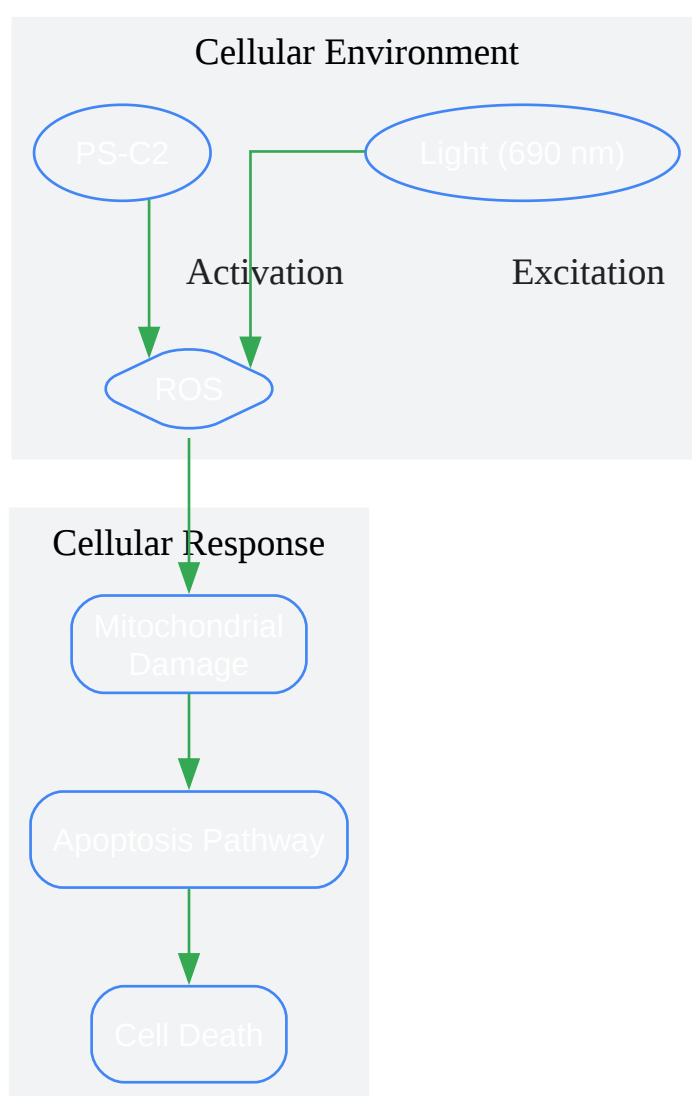 Cellular Environment
PS-C2
Light (690 nm)
Activation
Excitation
ROS
Cellular Response
Mitochondrial
Damage
Apoptosis Pathway
Cell Death